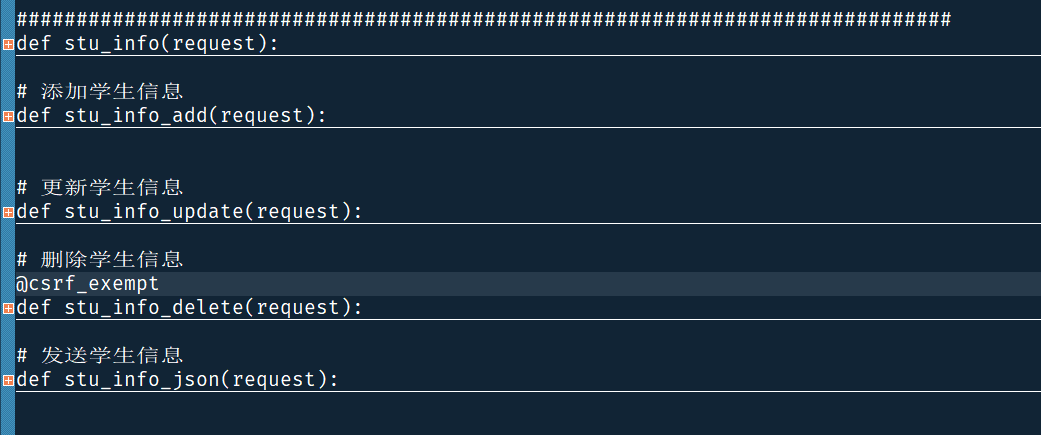 ##############################################################################
def stu_info(request):
# 添加学生信息
def stu_info_add(request):
# 更新学生信息
def stu_info_update(request):
# 删除学生信息
@csrf_exempt
def stu_info_delete(request):
# 发送学生信息
def stu_info_json(request):